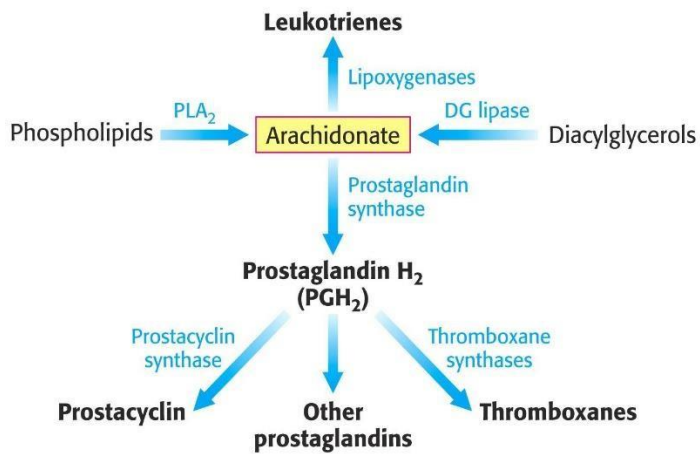 Leukotrienes
Lipoxygenases
PLA₂
DG lipase
Phospholipids
Arachidonate
Diacylglycerols
Prostaglandin
synthase
Prostaglandin H₂
(PGH₂)
Prostacyclin
synthase
Thromboxane
synthases
Prostacyclin
Other
prostaglandins
Thromboxanes